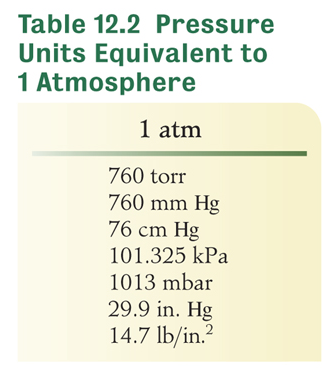 Table 12.2 Pressure
Units Equivalent to
1 Atmosphere
1 atm
760 torr
760 mm Hg
76 cm Hg
101.325 kPa
1013 mbar
29.9 in. Hg
14.7 lb/in.²